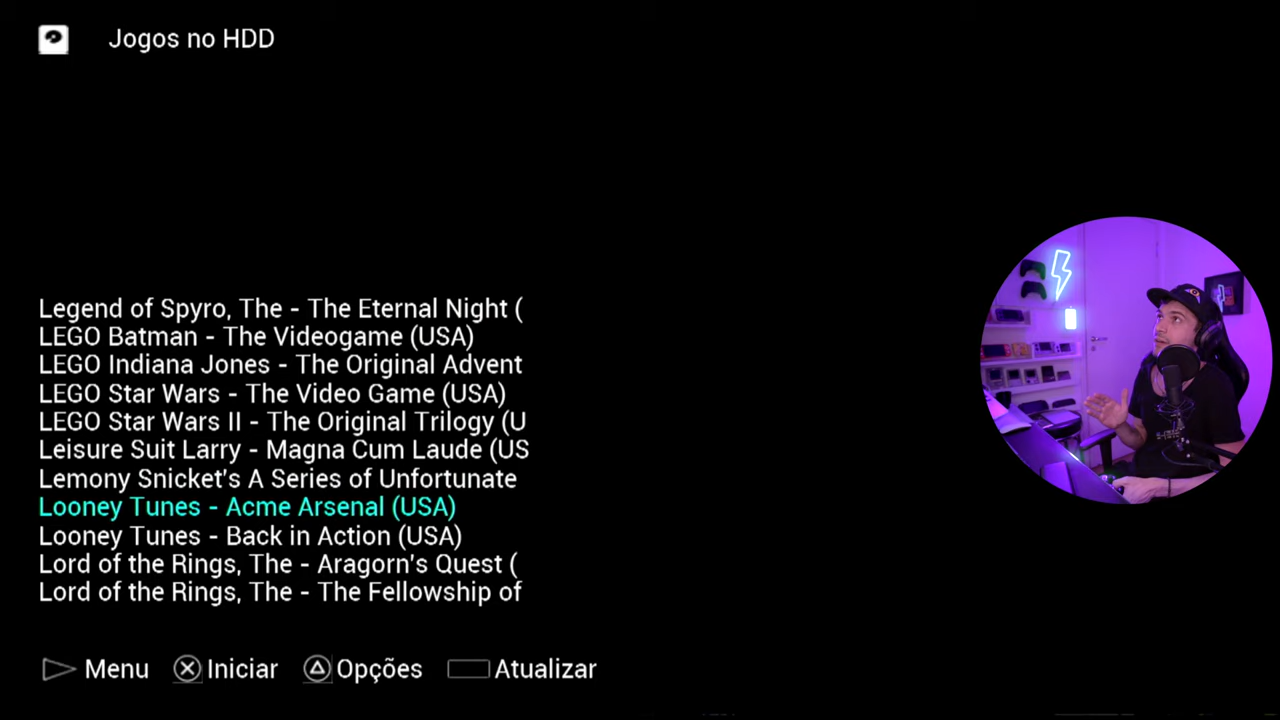 Jogos no HDD
Legend of Spyro, The - The Eternal Night (
LEGO Batman - The Videogame (USA)
LEGO Indiana Jones - The Original Advent
LEGO Star Wars - The Video Game (USA)
LEGO Star Wars II - The Original Trilogy (U
Leisure Suit Larry - Magna Cum Laude (US
Lemony Snicket's A Series of Unfortunate
Looney Tunes - Acme Arsenal (USA)
Looney Tunes - Back in Action (USA)
Lord of the Rings, The - Aragorn's Quest (
Lord of the Rings, The - The Fellowship of
Menu Iniciar Opções Atualizar